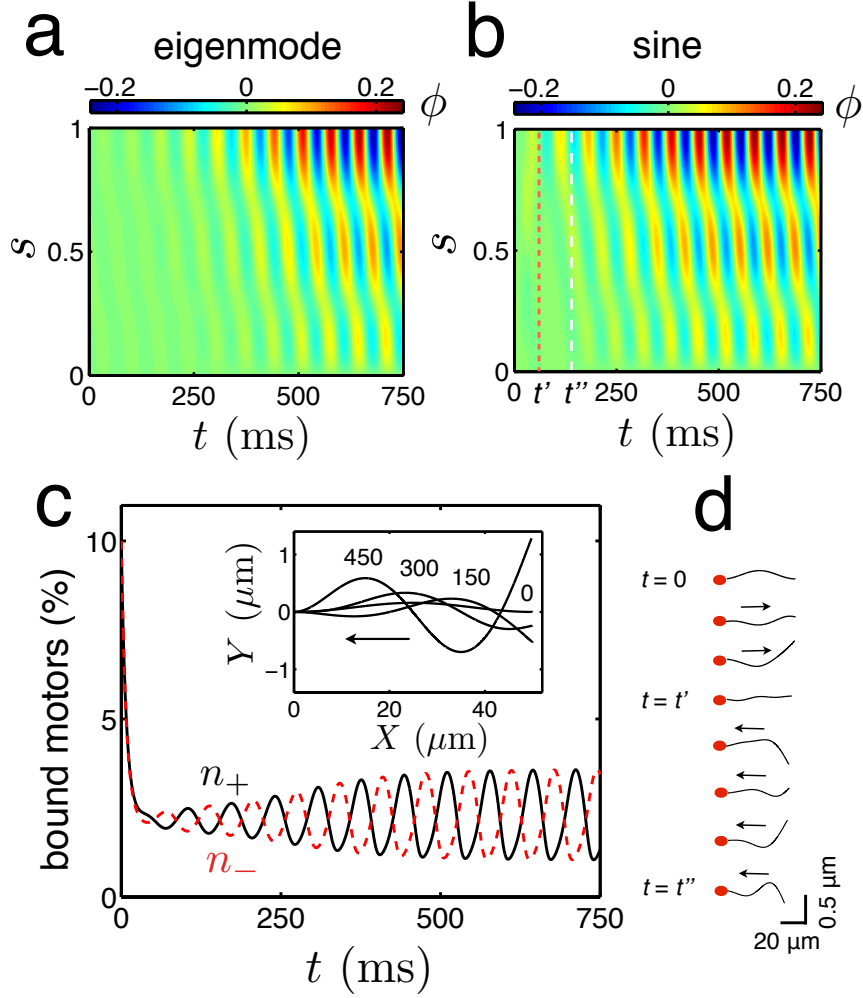 a
eigenmode
−0.2 0 0.2
ϕ
1
0.5
0
s
0 250 500 750
t (ms)
b
sine
−0.2 0 0.2
ϕ
1
0.5
0
s
0 t' t'' 250 500 750
t (ms)
c
10
5
0
bound motors (%)
n+
n−
0 250 500 750
t (ms)
1
0
−1
Y (μm)
450
300
150
0
0 20 40
X (μm)
d
t = 0
t = t'
t = t''
0.5 μm
20 μm